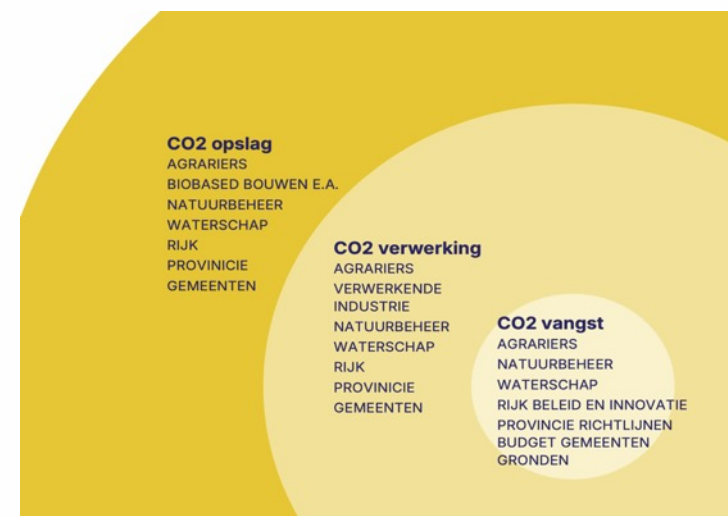 CO2 opslag
AGRARIERS
BIOBASED BOUWEN E.A.
NATUURBEHEER
WATERSCHAP
RIJK
PROVINICIE
GEMEENTEN
CO2 verwerking
AGRARIERS
VERWERKENDE
INDUSTRIE
NATUURBEHEER
WATERSCHAP
RIJK
PROVINICIE
GEMEENTEN
CO2 vangst
AGRARIERS
NATUURBEHEER
WATERSCHAP
RIJK BELEID EN INNOVATIE
PROVINCIE RICHTLIJNEN
BUDGET GEMEENTEN
GRONDEN